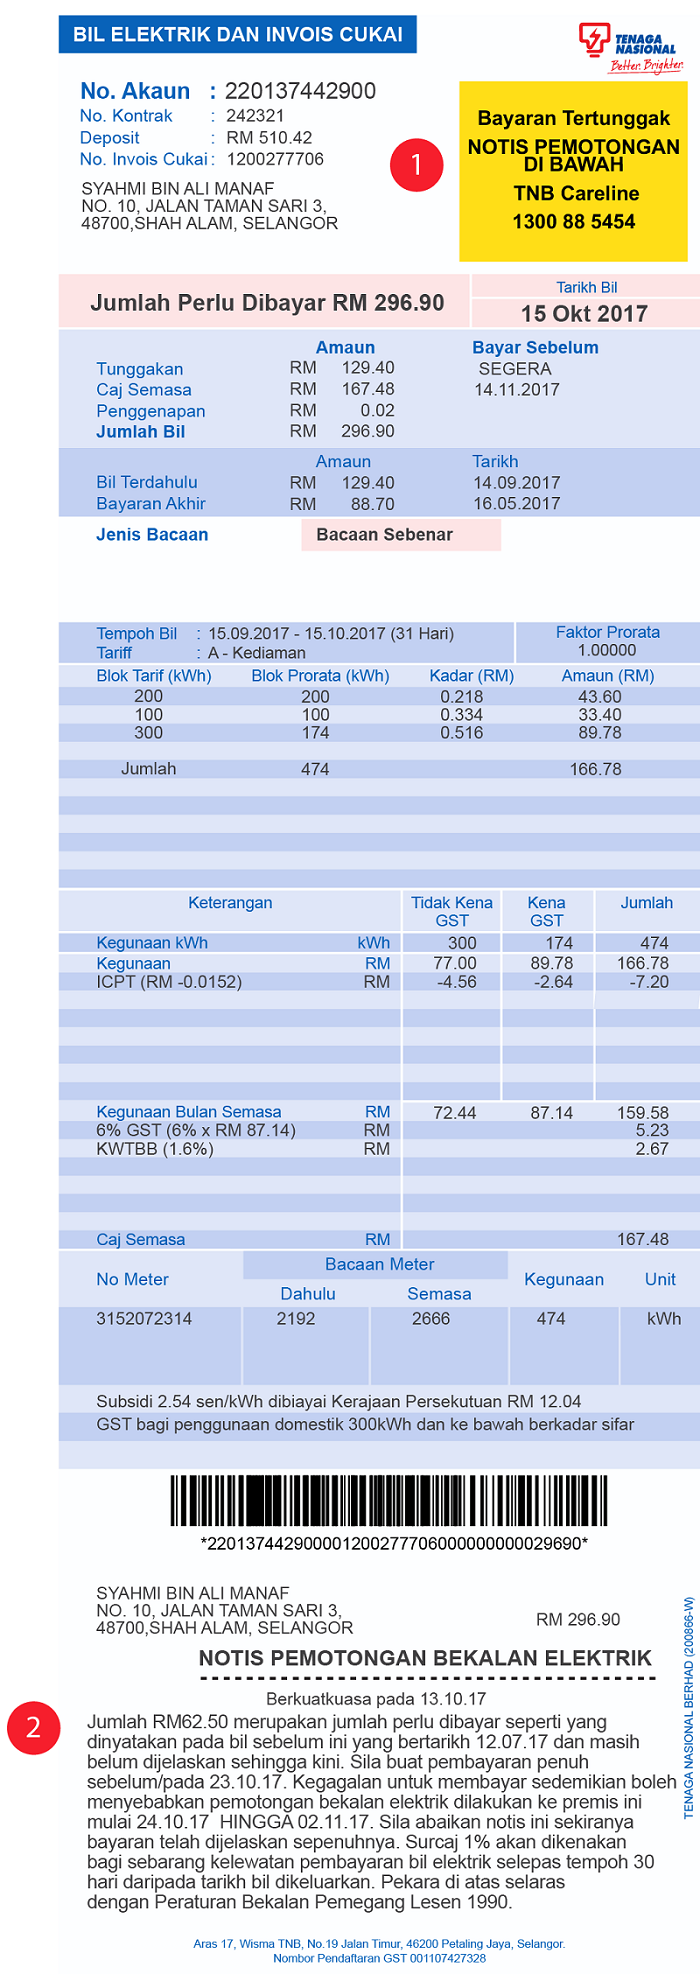 BIL ELEKTRIK DAN INVOIS CUKAI
TENAGA
NASIONAL
Better. Brighter.
No. Akaun : 220137442900
No. Kontrak : 242321
Deposit : RM 510.42
No. Invois Cukai : 1200277706
SYAHMI BIN ALI MANAF
NO. 10, JALAN TAMAN SARI 3,
48700,SHAH ALAM, SELANGOR
1
Bayaran Tertunggak
NOTIS PEMOTONGAN
DI BAWAH
TNB Careline
1300 88 5454
Jumlah Perlu Dibayar RM 296.90
Tarikh Bil
15 Okt 2017
Amaun Bayar Sebelum
Tunggakan RM 129.40 SEGERA
Caj Semasa RM 167.48 14.11.2017
Penggenapan RM 0.02
Jumlah Bil RM 296.90
Amaun Tarikh
Bil Terdahulu RM 129.40 14.09.2017
Bayaran Akhir RM 88.70 16.05.2017
Jenis Bacaan Bacaan Sebenar
Tempoh Bil : 15.09.2017 - 15.10.2017 (31 Hari)
Tariff : A - Kediaman
Faktor Prorata
1.00000
Blok Tarif (kWh) Blok Prorata (kWh) Kadar (RM) Amaun (RM)
200 200 0.218 43.60
100 100 0.334 33.40
300 174 0.516 89.78
Jumlah 474 166.78
Keterangan Tidak Kena GST Kena GST Jumlah
Kegunaan kWh kWh 300 174 474
Kegunaan RM 77.00 89.78 166.78
ICPT (RM -0.0152) RM -4.56 -2.64 -7.20
Kegunaan Bulan Semasa RM 72.44 87.14 159.58
6% GST (6% x RM 87.14) RM 5.23
KWTBB (1.6%) RM 2.67
Caj Semasa RM 167.48
No Meter Bacaan Meter Kegunaan Unit
Dahulu Semasa
3152072314 2192 2666 474 kWh
Subsidi 2.54 sen/kWh dibiayai Kerajaan Persekutuan RM 12.04
GST bagi penggunaan domestik 300kWh dan ke bawah berkadar sifar
*220137442900001200277706000000000029690*
SYAHMI BIN ALI MANAF
NO. 10, JALAN TAMAN SARI 3,
48700,SHAH ALAM, SELANGOR
RM 296.90
NOTIS PEMOTONGAN BEKALAN ELEKTRIK
Berkuatkuasa pada 13.10.17
2
Jumlah RM62.50 merupakan jumlah perlu dibayar seperti yang
dinyatakan pada bil sebelum ini yang bertarikh 12.07.17 dan masih
belum dijelaskan sehingga kini. Sila buat pembayaran penuh
sebelum/pada 23.10.17. Kegagalan untuk membayar sedemikian boleh
menyebabkan pemotongan bekalan elektrik dilakukan ke premis ini
mulai 24.10.17 HINGGA 02.11.17. Sila abaikan notis ini sekiranya
bayaran telah dijelaskan sepenuhnya. Surcaj 1% akan dikenakan
bagi sebarang kelewatan pembayaran bil elektrik selepas tempoh 30
hari daripada tarikh bil dikeluarkan. Pekara di atas selaras
dengan Peraturan Bekalan Pemegang Lesen 1990.
TENAGA NASIONAL BERHAD (200866-W)
Aras 17, Wisma TNB, No.19 Jalan Timur, 46200 Petaling Jaya, Selangor.
Nombor Pendaftaran GST 001107427328